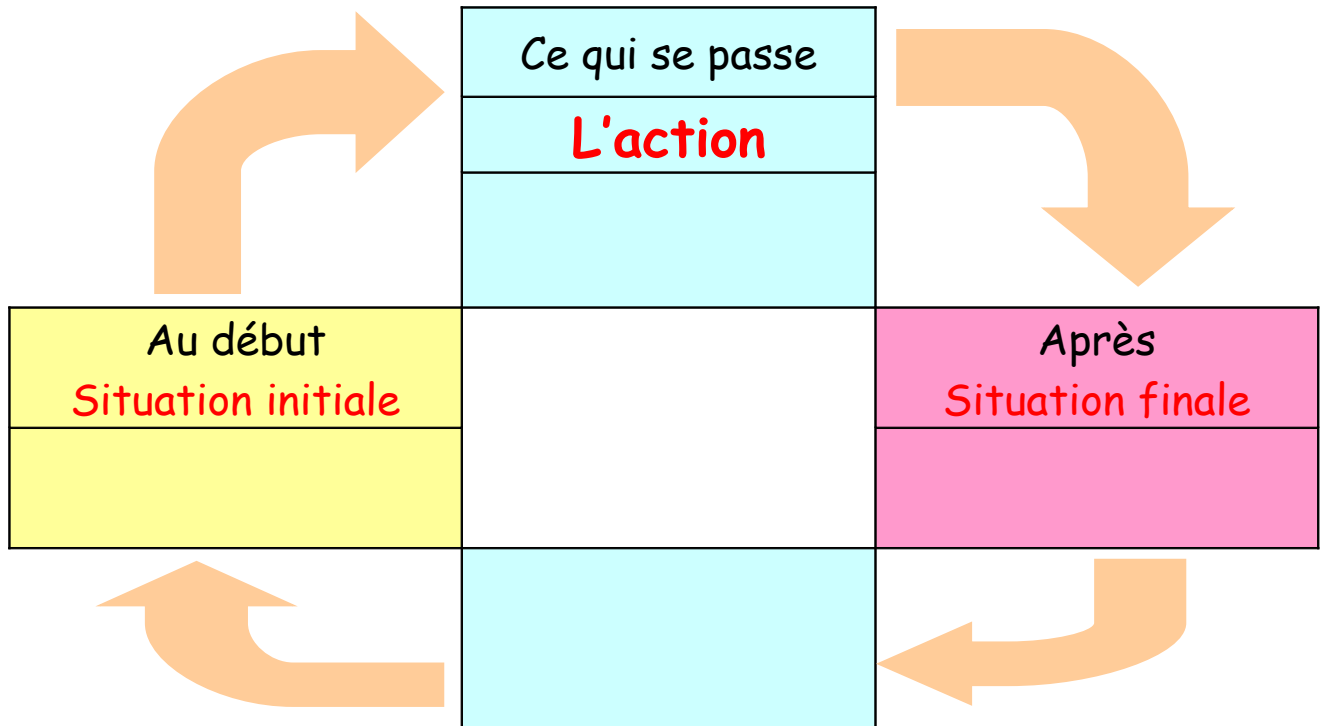 Ce qui se passe
L'action
Au début
Situation initiale
Après
Situation finale